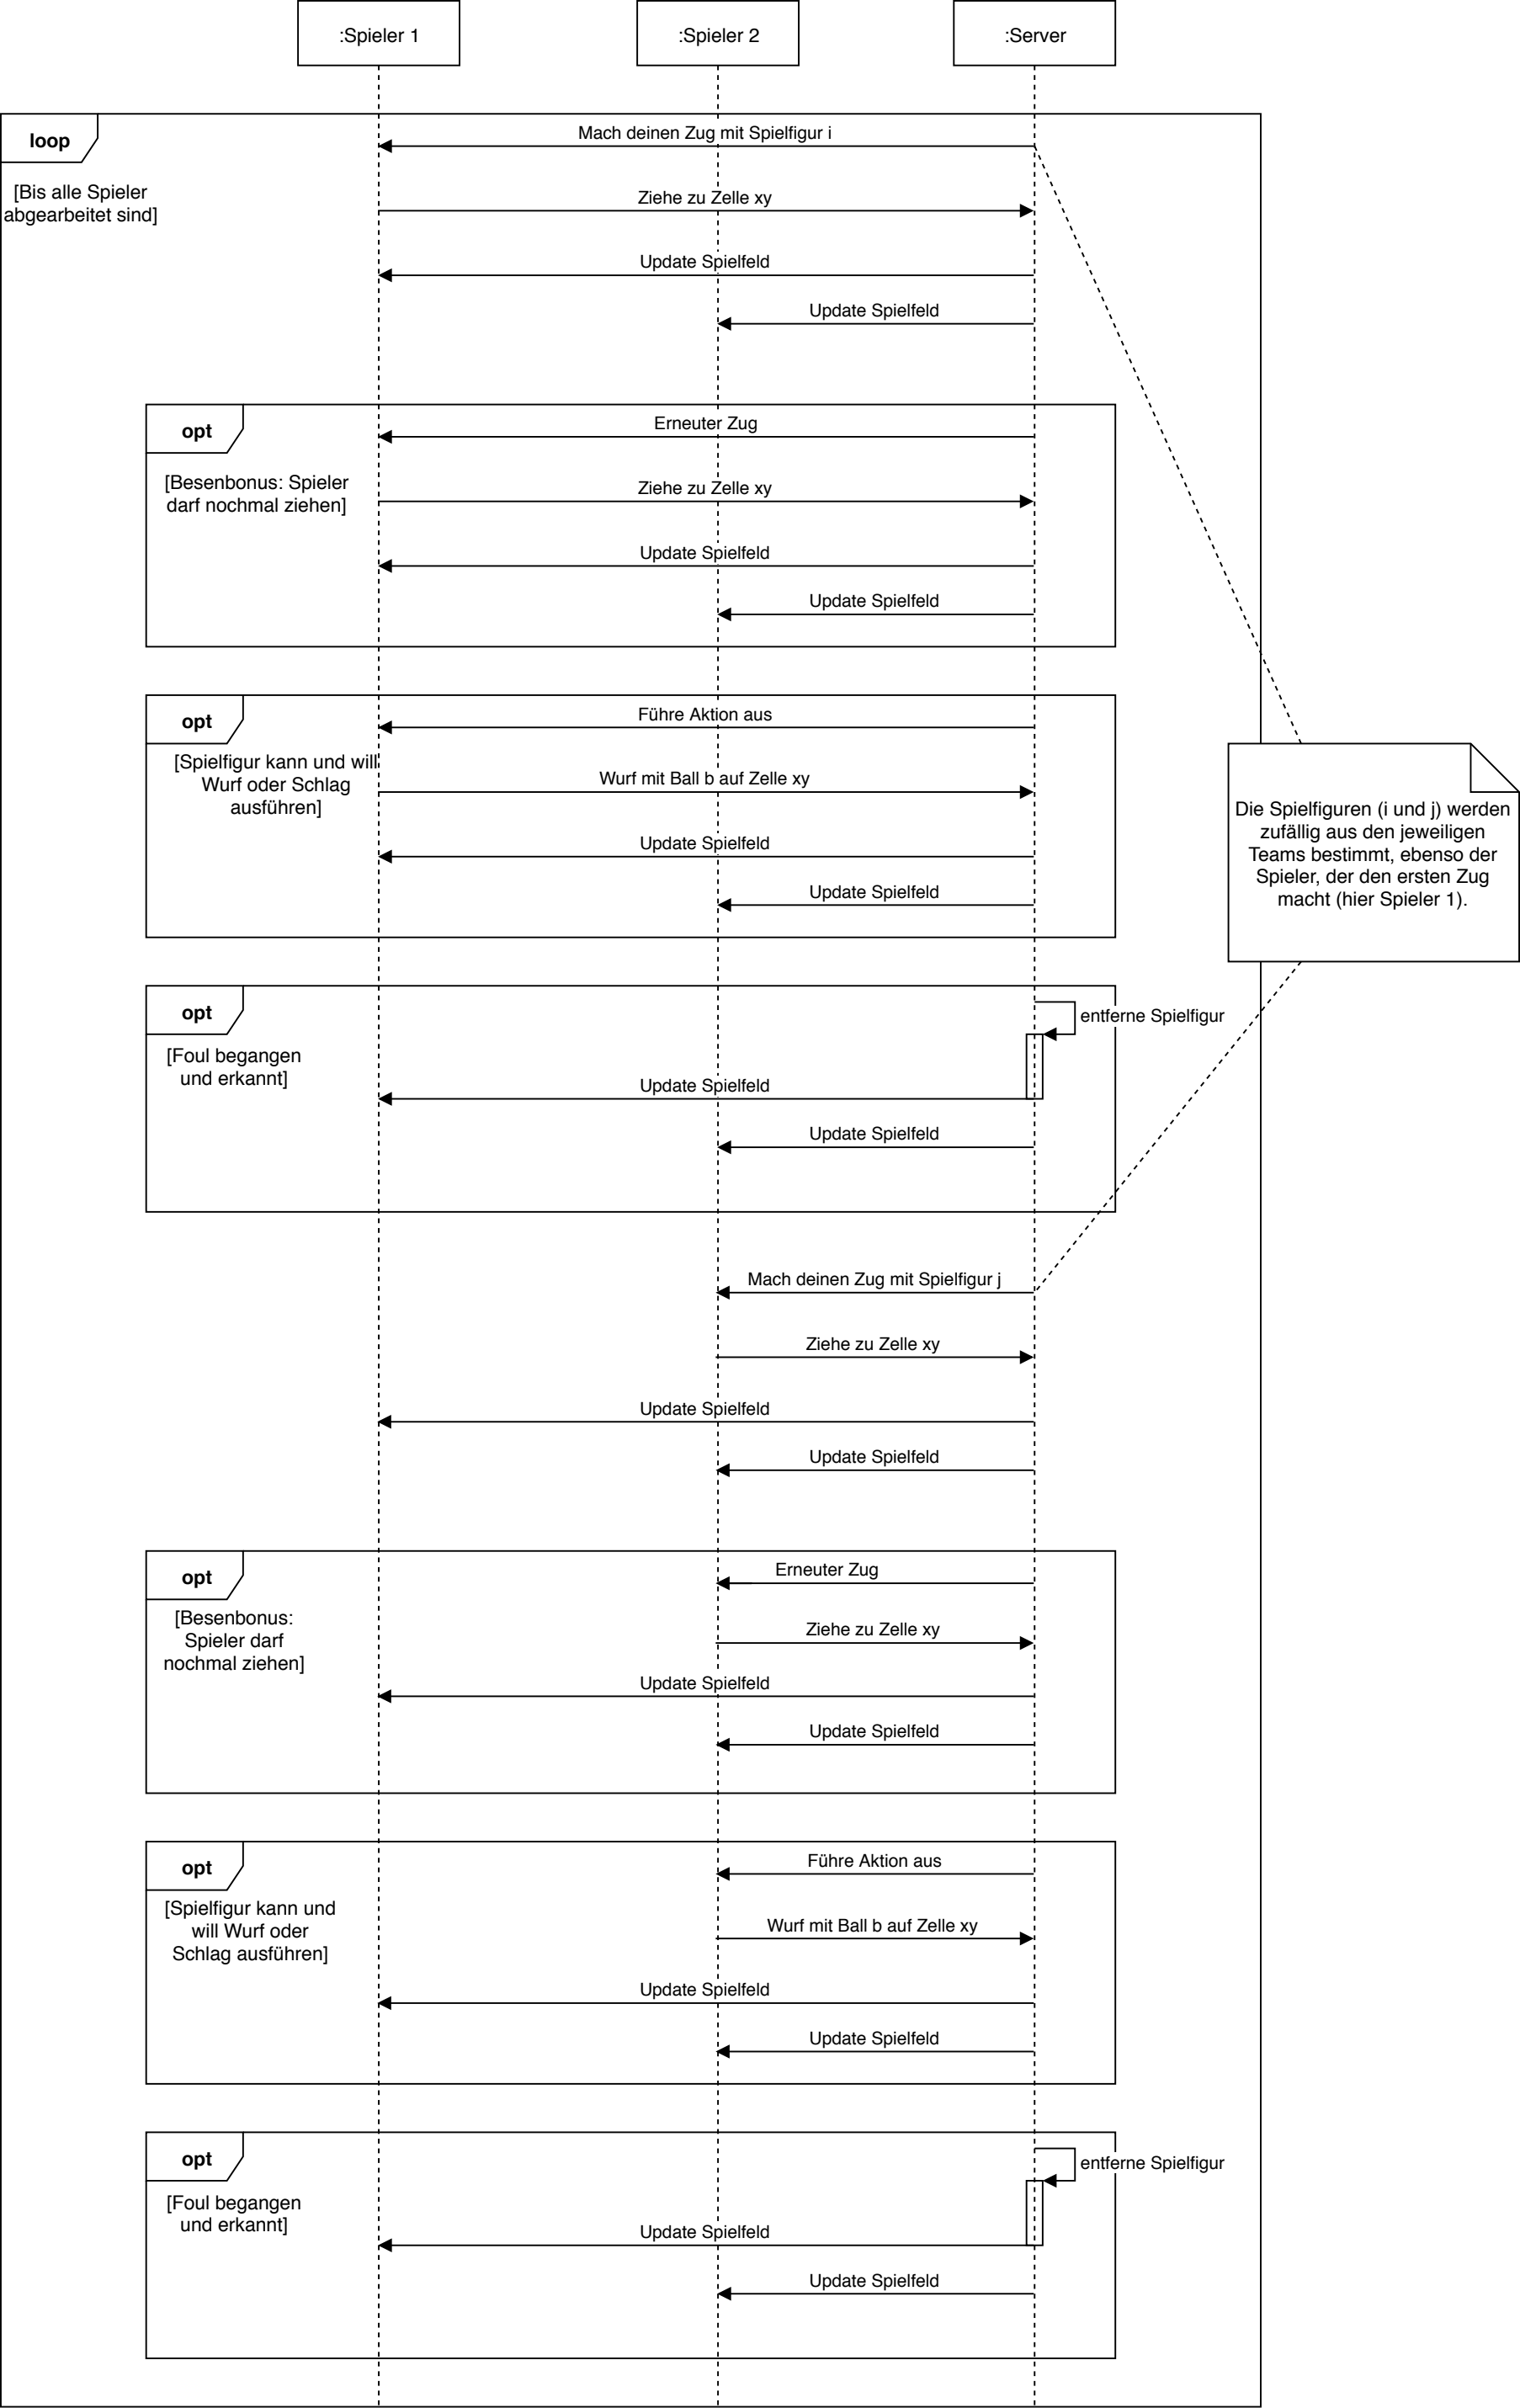 :Spieler 1
:Spieler 2
:Server
loop
Mach deinen Zug mit Spielfigur i
[Bis alle Spieler
abgearbeitet sind]
Ziehe zu Zelle xy
Update Spielfeld
Update Spielfeld
opt
Erneuter Zug
[Besenbonus: Spieler
darf nochmal ziehen]
Ziehe zu Zelle xy
Update Spielfeld
Update Spielfeld
opt
Führe Aktion aus
[Spielfigur kann und will
Wurf oder Schlag
ausführen]
Wurf mit Ball b auf Zelle xy
Update Spielfeld
Update Spielfeld
Die Spielfiguren (i und j) werden
zufällig aus den jeweiligen
Teams bestimmt, ebenso der
Spieler, der den ersten Zug
macht (hier Spieler 1).
opt
entferne Spielfigur
[Foul begangen
und erkannt]
Update Spielfeld
Update Spielfeld
Mach deinen Zug mit Spielfigur j
Ziehe zu Zelle xy
Update Spielfeld
Update Spielfeld
opt
Erneuter Zug
[Besenbonus:
Spieler darf
nochmal ziehen]
Ziehe zu Zelle xy
Update Spielfeld
Update Spielfeld
opt
Führe Aktion aus
[Spielfigur kann und
will Wurf oder
Schlag ausführen]
Wurf mit Ball b auf Zelle xy
Update Spielfeld
Update Spielfeld
opt
entferne Spielfigur
[Foul begangen
und erkannt]
Update Spielfeld
Update Spielfeld